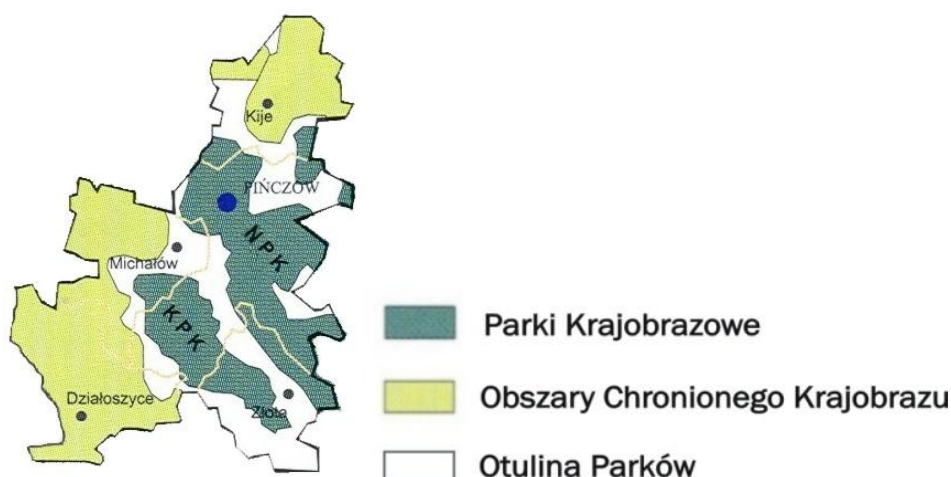 Kije
PIŃCZÓW
NPK
Michałów
KPK
Działoszyce
Złota
Parki Krajobrazowe
Obszary Chronionego Krajobrazu
Otulina Parków